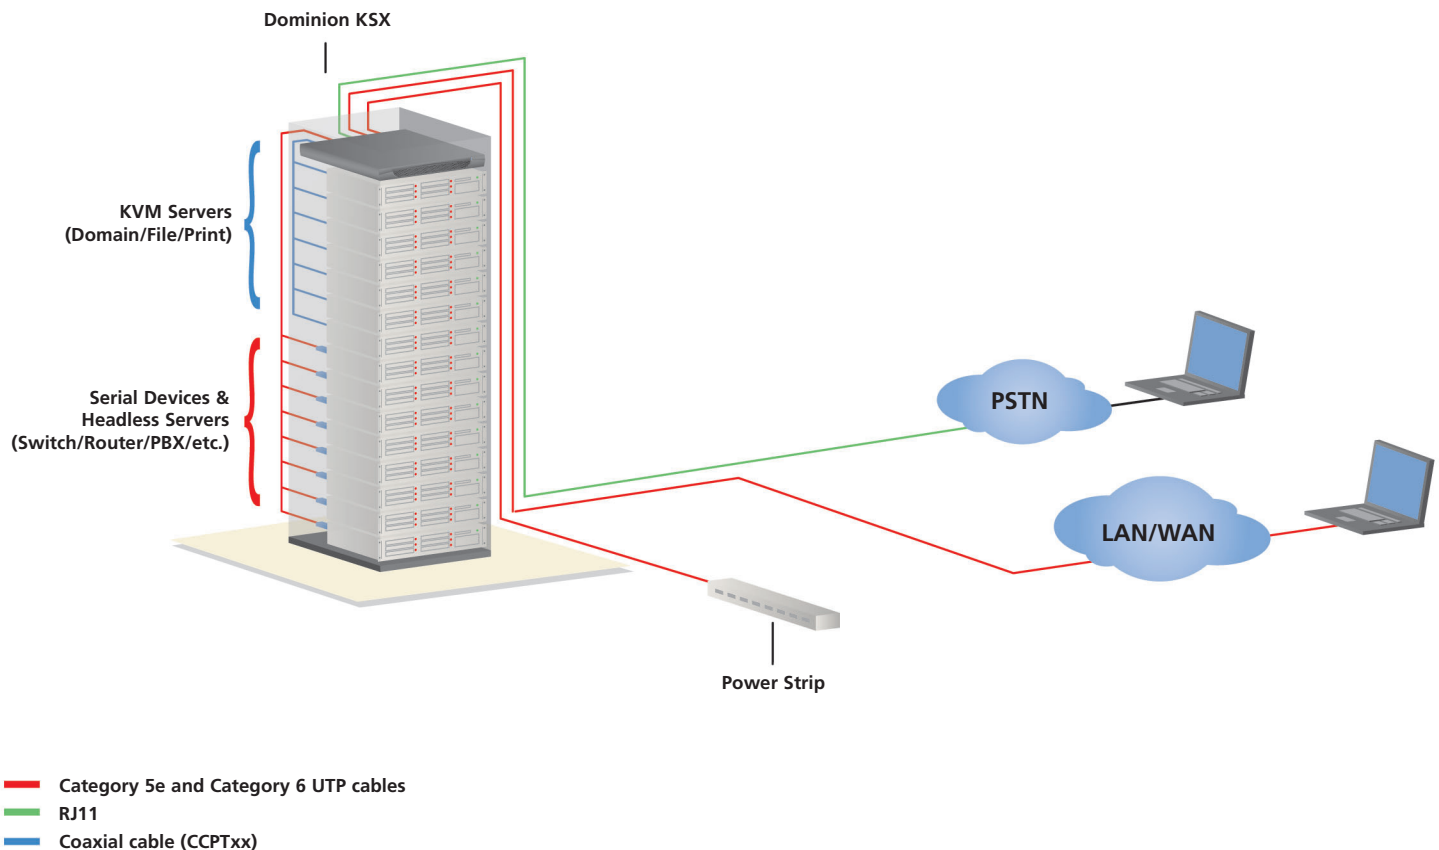 Dominion KSX
KVM Servers
(Domain/File/Print)
Serial Devices &
Headless Servers
(Switch/Router/PBX/etc.)
PSTN
LAN/WAN
Power Strip
Category 5e and Category 6 UTP cables
RJ11
Coaxial cable (CCPTxx)